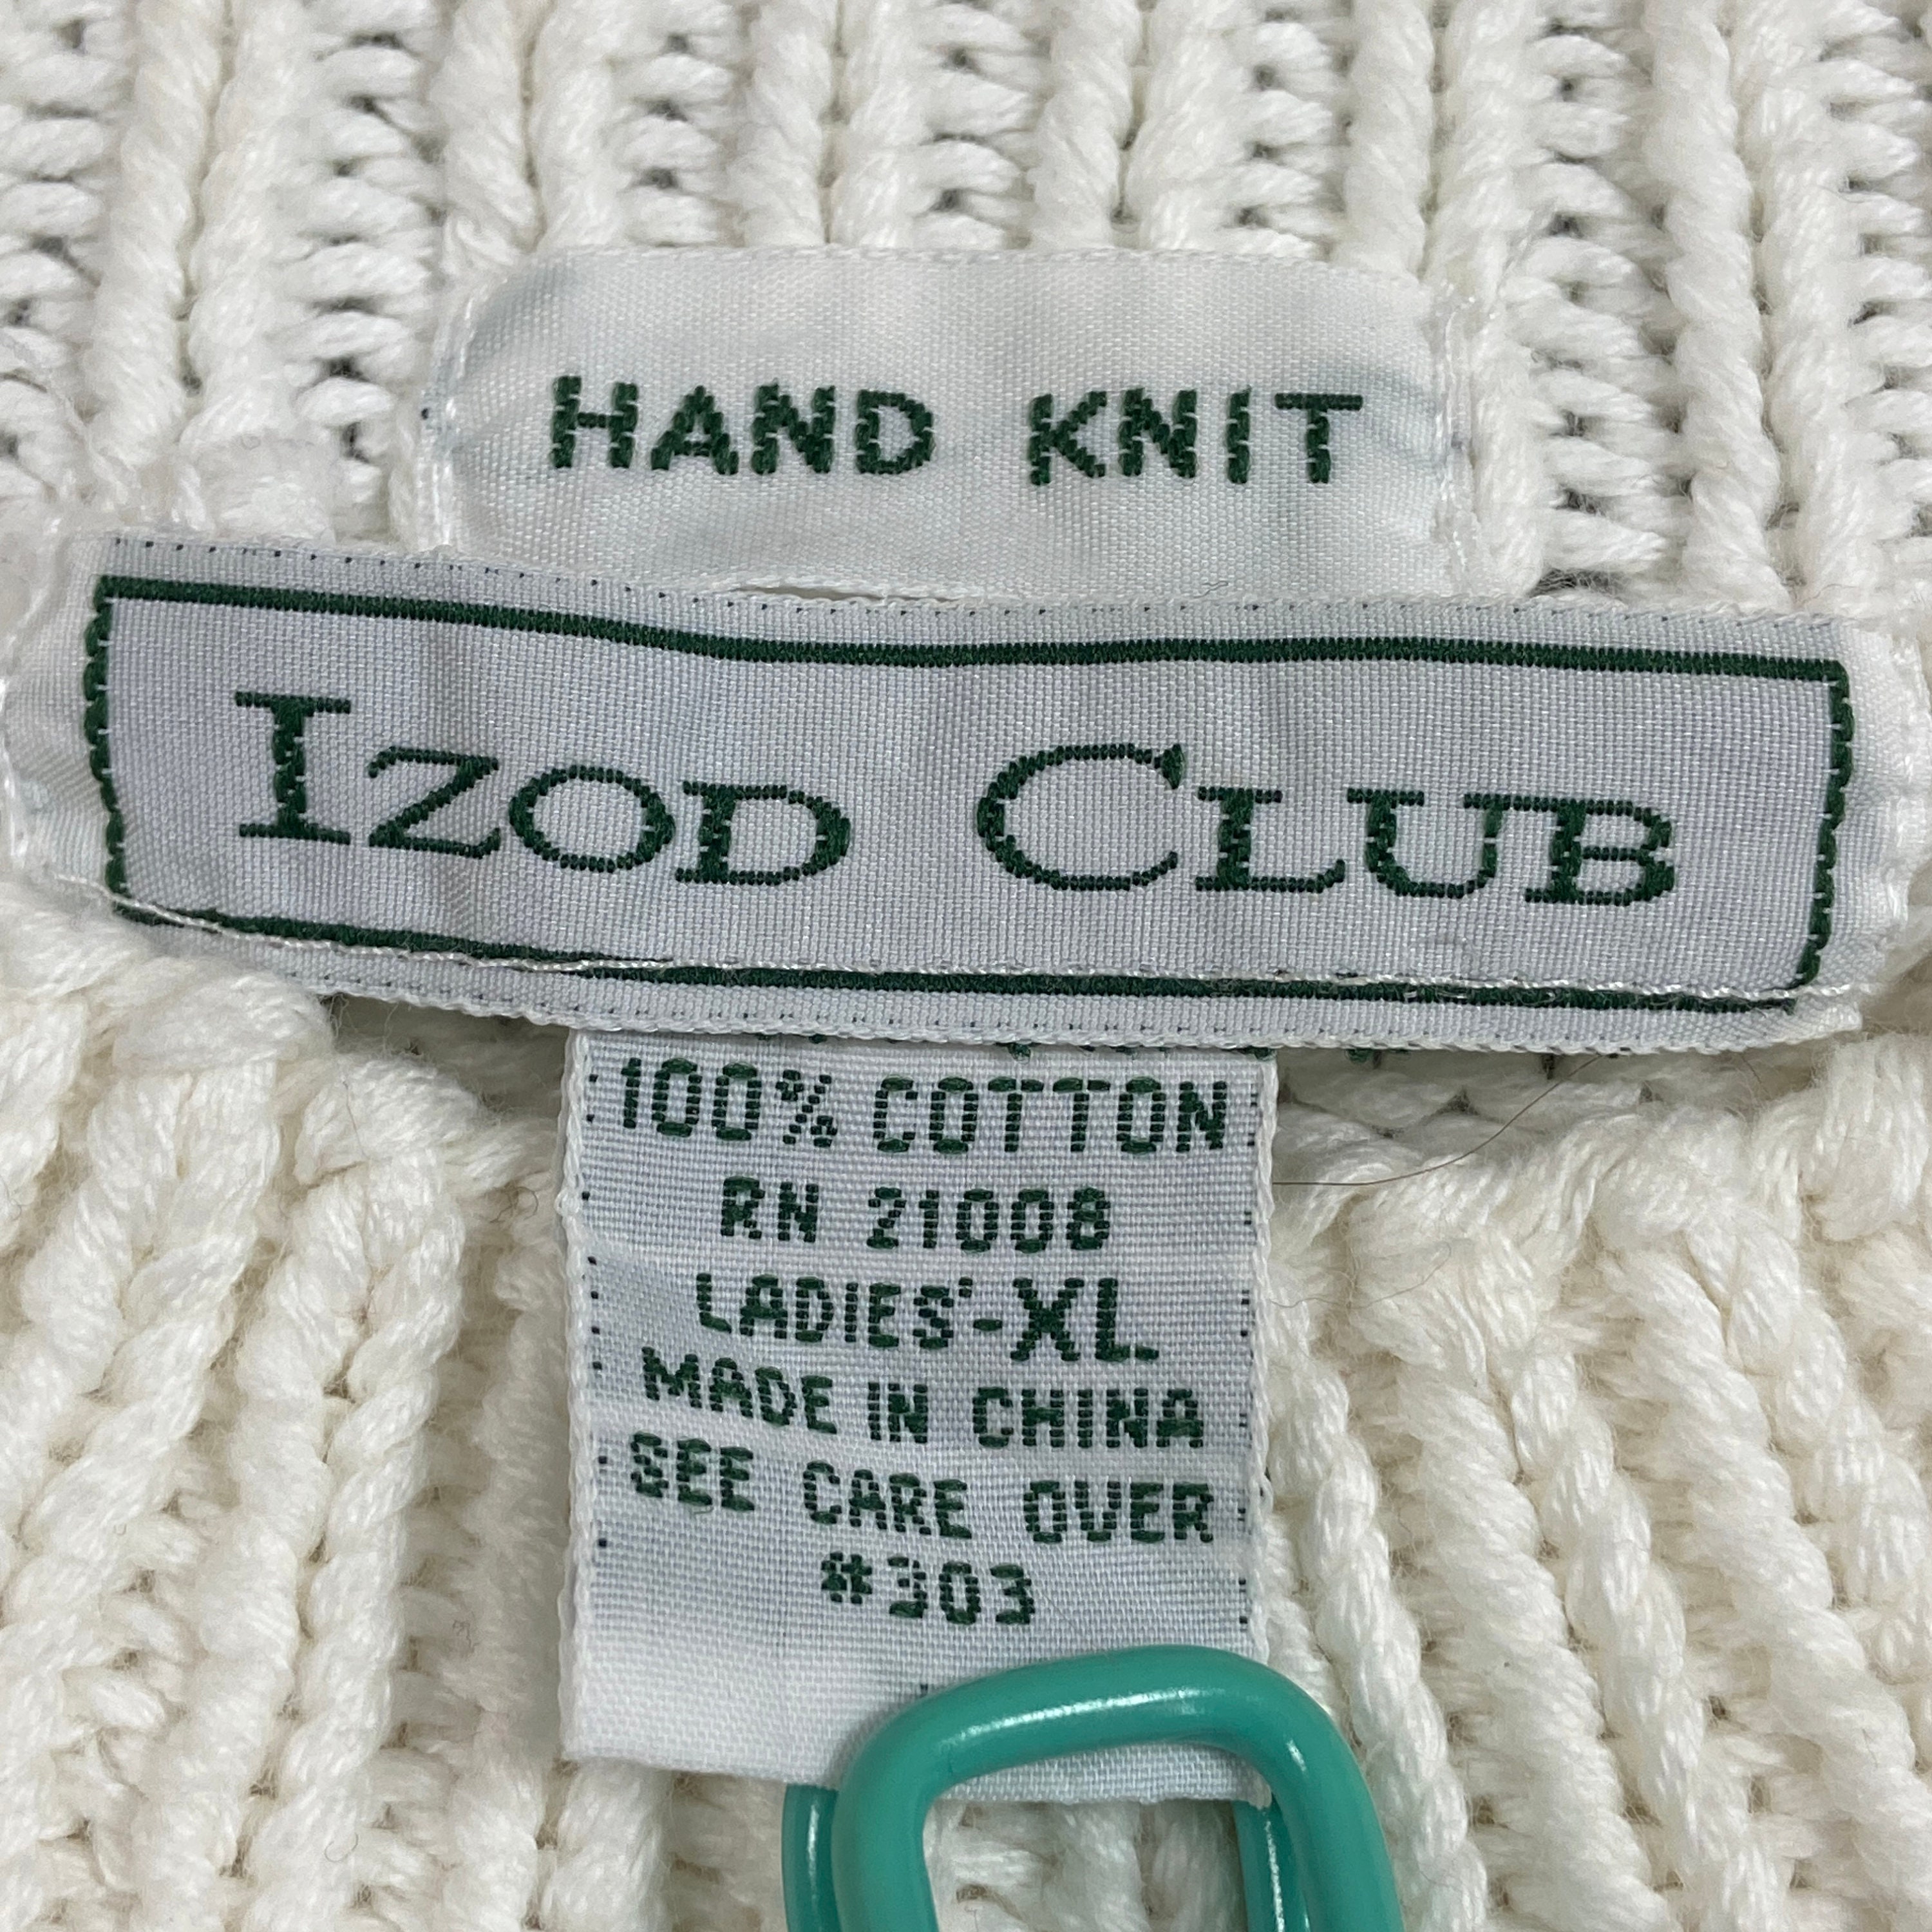 HAND KNIT
IZOD CLUB
100% COTTON
RN 21008
LADIES'-XL
MADE IN CHINA
SEE CARE OVER
#303